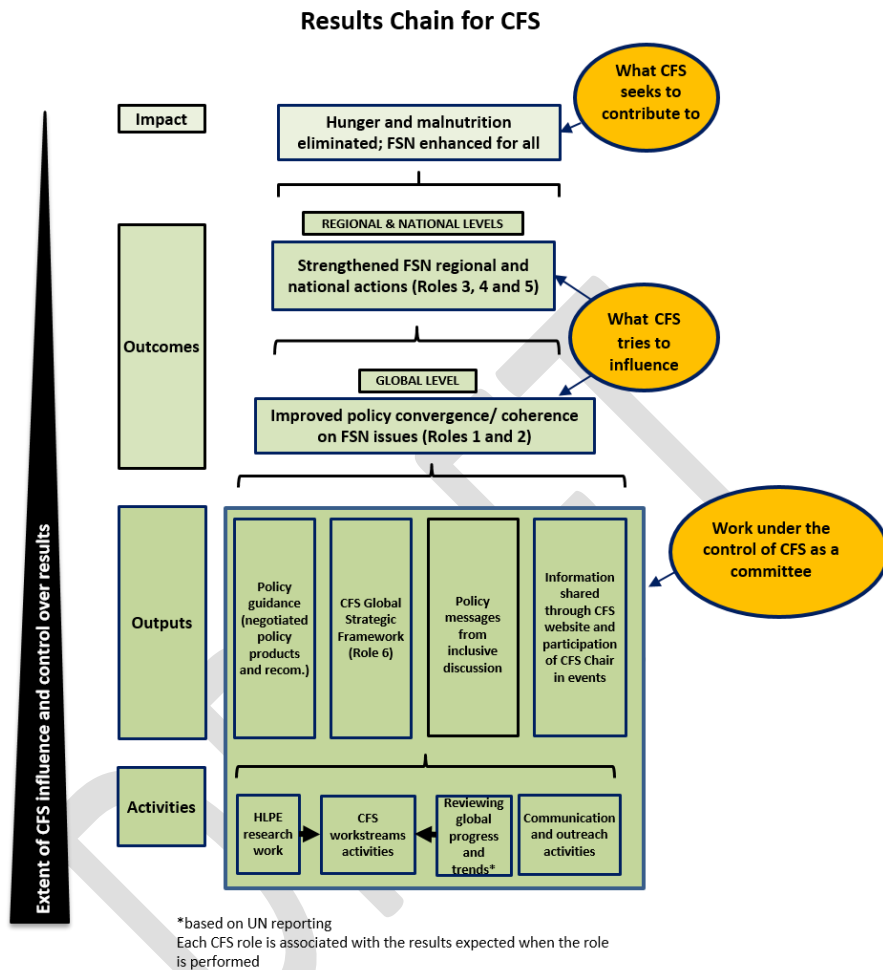 Results Chain for CFS
What CFS
seeks to
contribute to
Impact
Hunger and malnutrition
eliminated; FSN enhanced for all
REGIONAL & NATIONAL LEVELS
Strengthened FSN regional and
national actions (Roles 3, 4 and 5)
What CFS
tries to
influence
Outcomes
GLOBAL LEVEL
Improved policy convergence/ coherence
on FSN issues (Roles 1 and 2)
Work under the
control of CFS as a
committee
Outputs
Policy
guidance
(negotiated
policy
products
and recom.)
CFS Global
Strategic
Framework
(Role 6)
Policy
messages
from
inclusive
discussion
Information
shared
through CFS
website and
participation
of CFS Chair
in events
Activities
HLPE
research
work
CFS
workstreams
activities
Reviewing
global
progress
and
trends*
Communication
and outreach
activities
Extent of CFS influence and control over results
*based on UN reporting
Each CFS role is associated with the results expected when the role
is performed
DRAFT